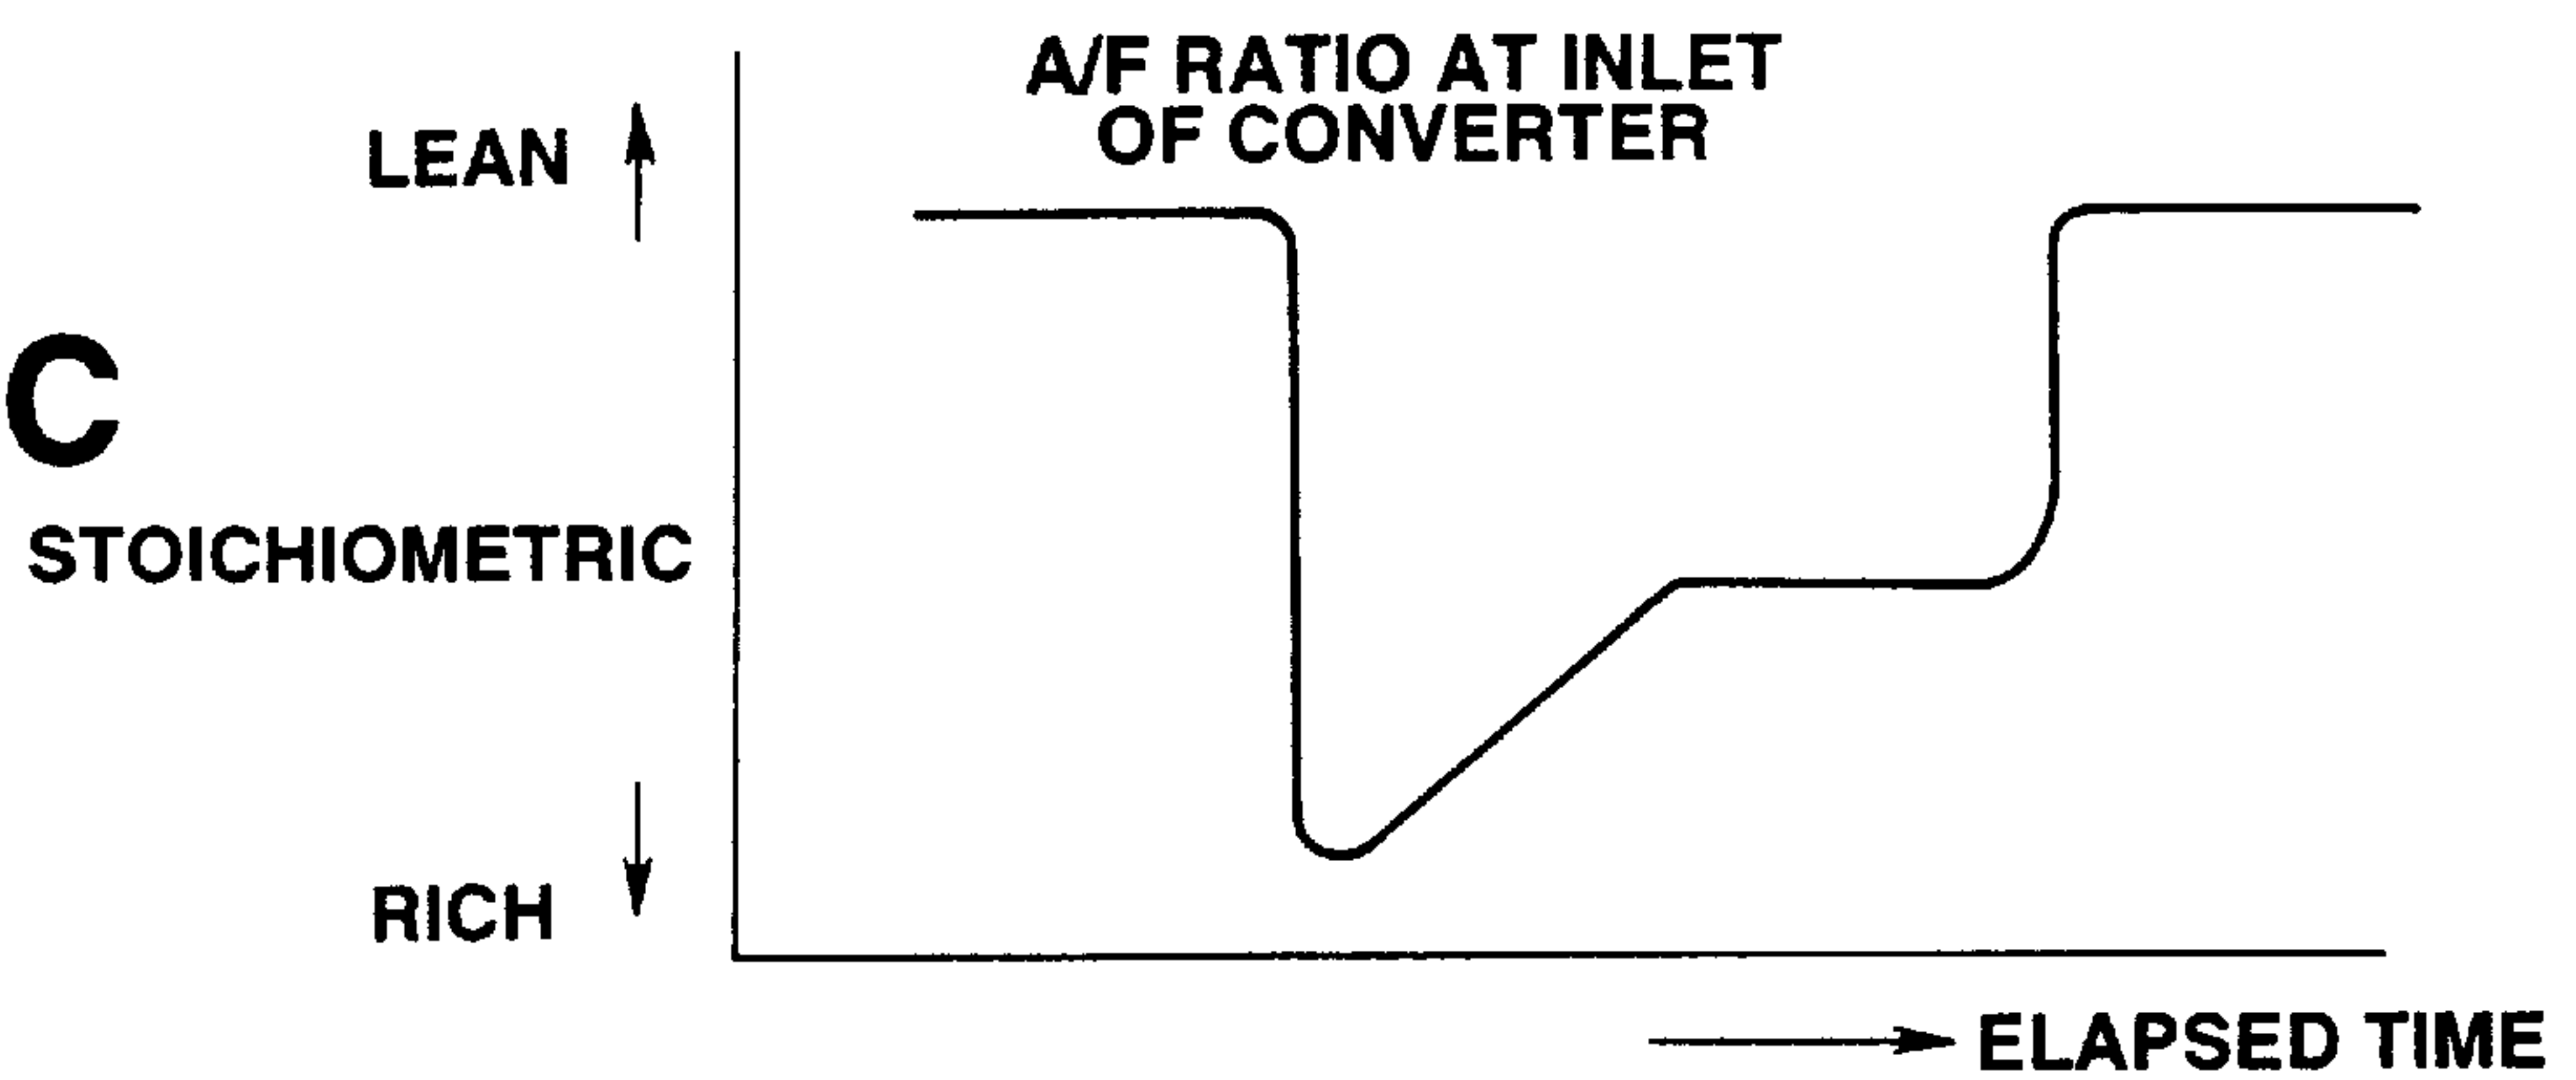 A/F RATIO AT INLET
OF CONVERTER
LEAN
C
STOICHIOMETRIC
RICH
ELAPSED TIME